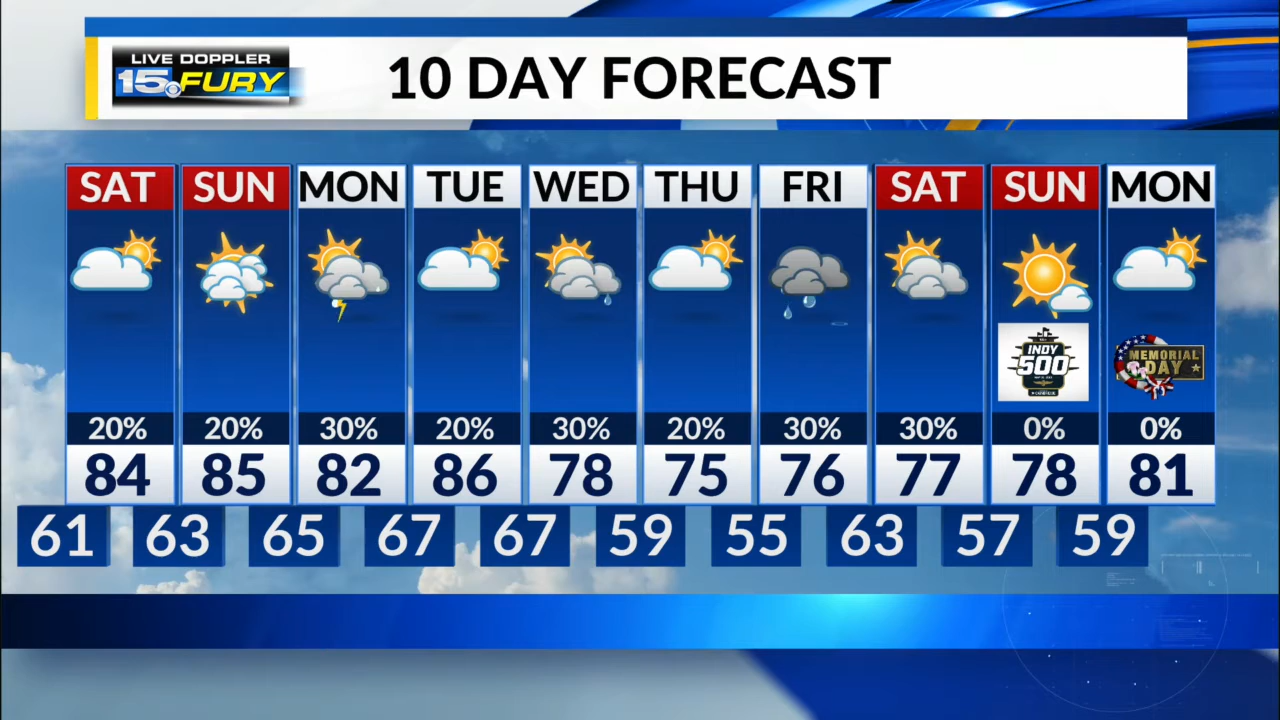 LIVE DOPPLER
15 FURY
10 DAY FORECAST
SAT SUN MON TUE WED THU FRI SAT SUN MON
INDY
500
MEMORIAL
DAY
20% 20% 30% 20% 30% 20% 30% 30% 0% 0%
84 85 82 86 78 75 76 77 78 81
61 63 65 67 67 59 55 63 57 59